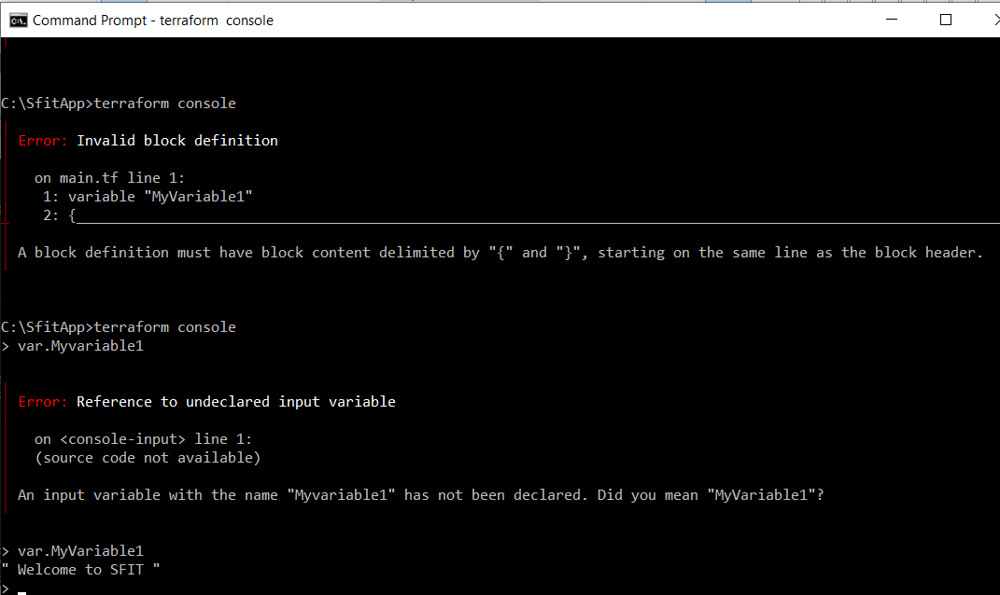 Command Prompt - terraform  console
C:\SfitApp>terraform console
Error: Invalid block definition
on main.tf line 1:
1: variable "MyVariable1"
2: {
A block definition must have block content delimited by "{" and "}", starting on the same line as the block header.
C:\SfitApp>terraform console
> var.Myvariable1
Error: Reference to undeclared input variable
on <console-input> line 1:
(source code not available)
An input variable with the name "Myvariable1" has not been declared. Did you mean "MyVariable1"?
> var.MyVariable1
" Welcome to SFIT "
>